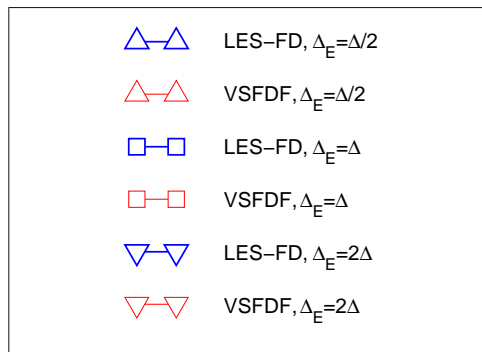 LES−FD, Δ_E=Δ/2
VSFDF, Δ_E=Δ/2
LES−FD, Δ_E=Δ
VSFDF, Δ_E=Δ
LES−FD, Δ_E=2Δ
VSFDF, Δ_E=2Δ